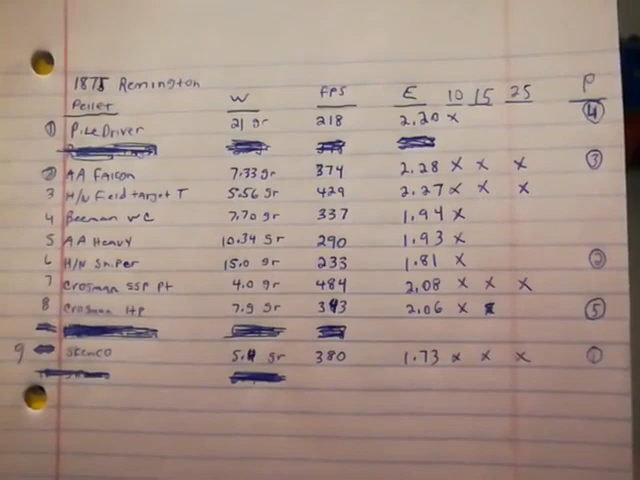 1875 Remington
Pellet W FPS E 10 15 25 P
① PileDriver 21 gr 218 2.20 x ④
② AA Falcon 7.33 gr 374 2.28 x x x ③
3 H/N Field target T 5.56 gr 429 2.27 x x x
4 Beeman WC 7.70 gr 337 1.94 x
5 AA Heavy 10.34 gr 290 1.93 x
6 H/N Sniper 15.0 gr 233 1.81 x ②
7 Crosman SSP Pt 4.0 gr 484 2.08 x x x
8 Crosman HP 7.9 gr 343 2.06 x ⑤
9 Skenco gr 380 1.73 x x x ①